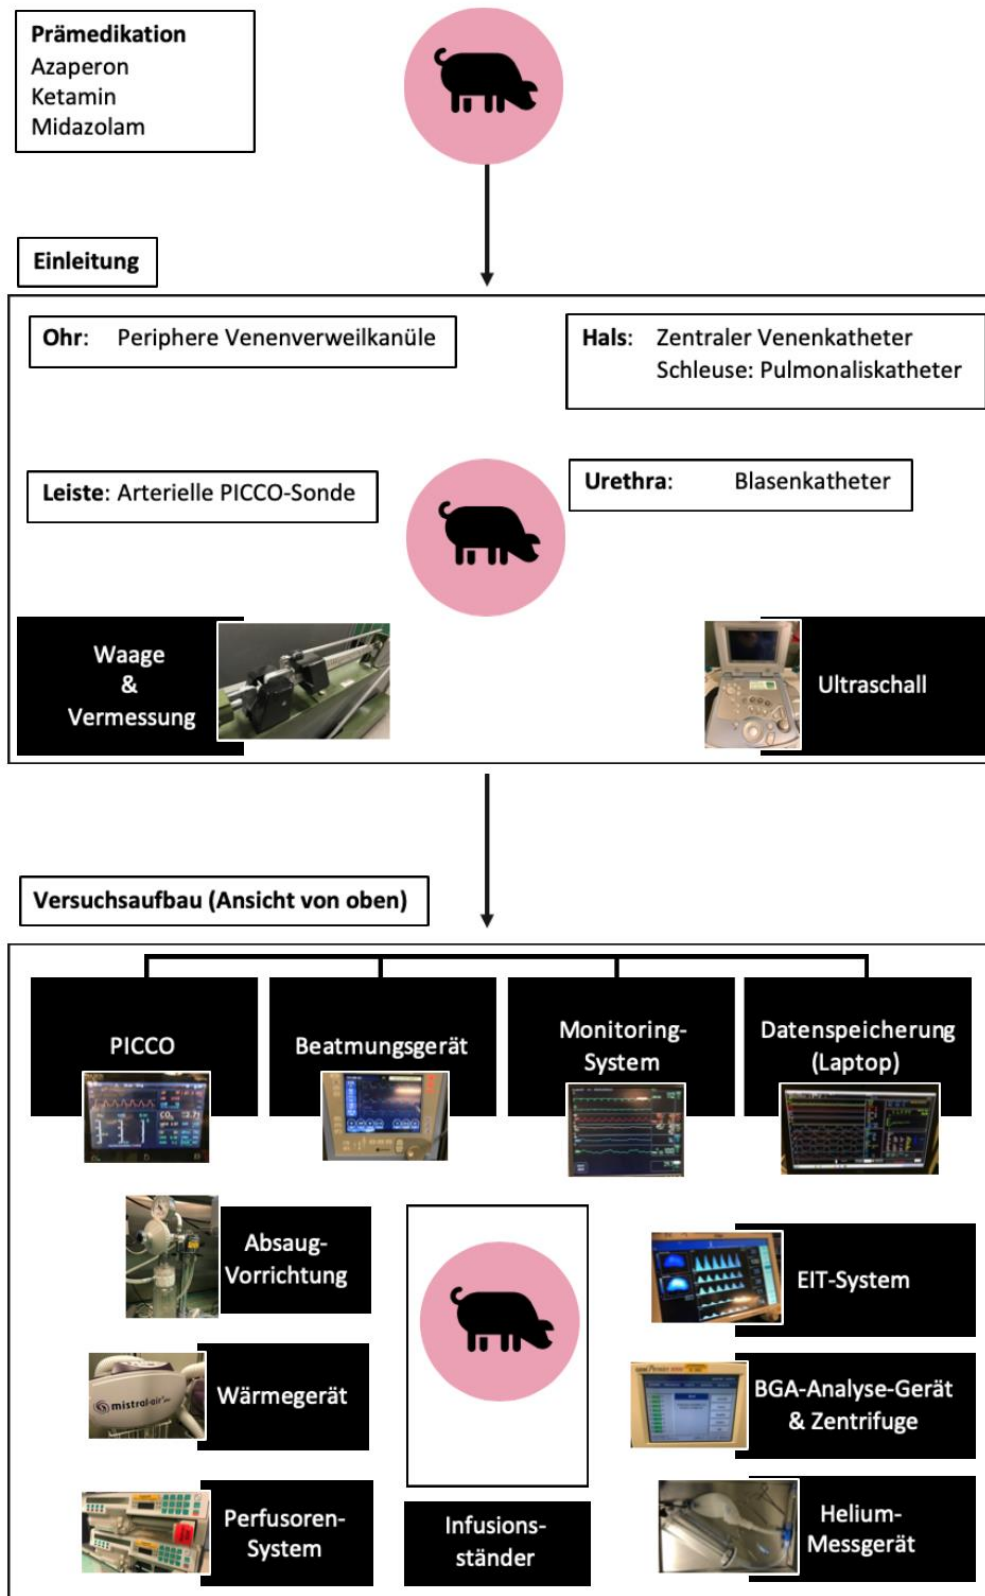 Prämedikation
Azaperon
Ketamin
Midazolam
Einleitung
Ohr: Periphere Venenverweilkanüle
Hals: Zentraler Venenkatheter
Schleuse: Pulmonaliskatheter
Leiste: Arterielle PICCO-Sonde
Urethra: Blasenkatheter
Waage
&
Vermessung
Ultraschall
Versuchsaufbau (Ansicht von oben)
PICCO
Beatmungsgerät
Monitoring-
System
Datenspeicherung
(Laptop)
Absaug-
Vorrichtung
EIT-System
Wärmegerät
mistral-air
BGA-Analyse-Gerät
& Zentrifuge
Perfusoren-
System
Infusions-
ständer
Helium-
Messgerät